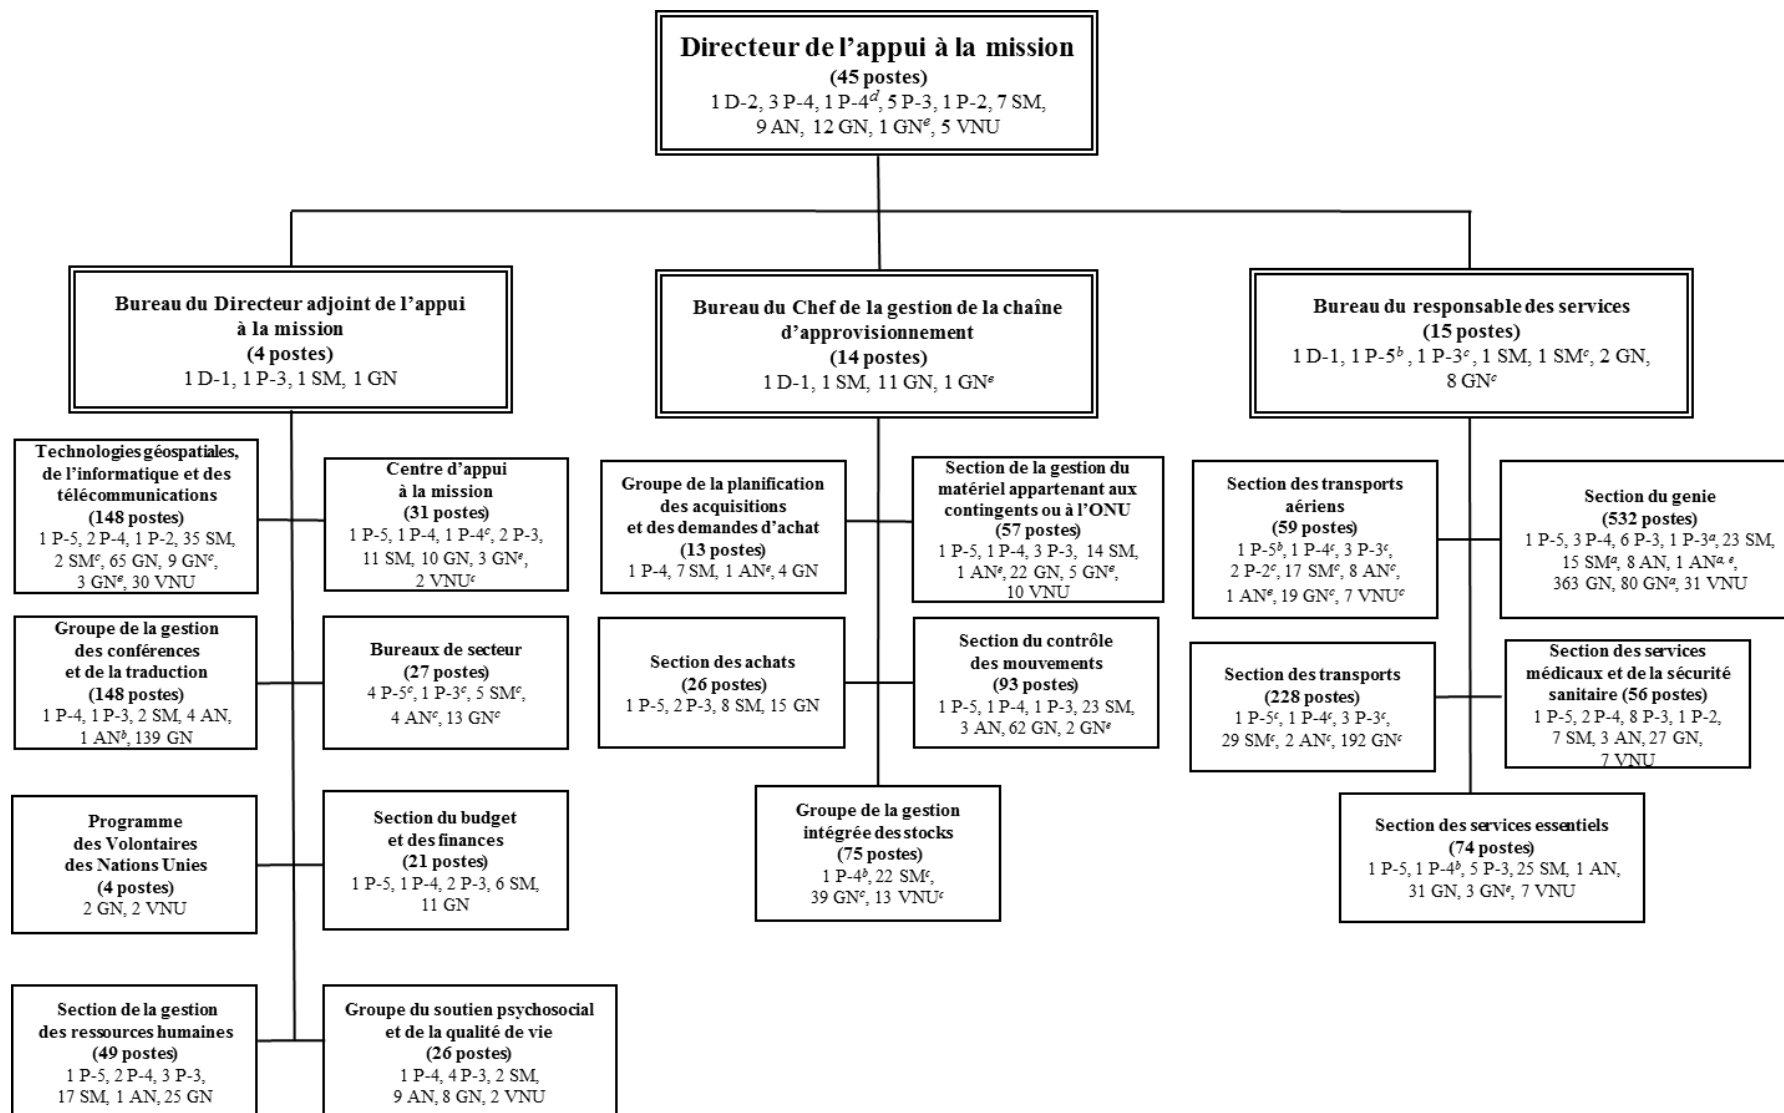 Directeur de l’appui à la mission
(45 postes)
1 D-2, 3 P-4, 1 P-4ᵈ, 5 P-3, 1 P-2, 7 SM,
9 AN, 12 GN, 1 GNᵉ, 5 VNU
Bureau du Directeur adjoint de l’appui
à la mission
(4 postes)
1 D-1, 1 P-3, 1 SM, 1 GN
Bureau du Chef de la gestion de la chaîne
d’approvisionnement
(14 postes)
1 D-1, 1 SM, 11 GN, 1 GNᵉ
Bureau du responsable des services
(15 postes)
1 D-1, 1 P-5ᵇ, 1 P-3ᶜ, 1 SM, 1 SMᶜ, 2 GN,
8 GNᶜ
Technologies géospatiales,
de l’informatique et des
télécommunications
(148 postes)
1 P-5, 2 P-4, 1 P-2, 35 SM,
2 SMᶜ, 65 GN, 9 GNᶜ,
3 GNᵉ, 30 VNU
Centre d’appui
à la mission
(31 postes)
1 P-5, 1 P-4, 1 P-4ᶜ, 2 P-3,
11 SM, 10 GN, 3 GNᵉ,
2 VNUᶜ
Groupe de la planification
des acquisitions
et des demandes d’achat
(13 postes)
1 P-4, 7 SM, 1 ANᵉ, 4 GN
Section de la gestion du
matériel appartenant aux
contingents ou à l’ONU
(57 postes)
1 P-5, 1 P-4, 3 P-3, 14 SM,
1 ANᵉ, 22 GN, 5 GNᵉ,
10 VNU
Section des transports
aériens
(59 postes)
1 P-5ᵇ, 1 P-4ᶜ, 3 P-3ᶜ,
2 P-2ᶜ, 17 SMᶜ, 8 ANᶜ,
1 ANᵉ, 19 GNᶜ, 7 VNUᶜ
Section du genie
(532 postes)
1 P-5, 3 P-4, 6 P-3, 1 P-3ᵃ, 23 SM,
15 SMᵃ, 8 AN, 1 ANᵃ, ᵉ,
363 GN, 80 GNᵃ, 31 VNU
Groupe de la gestion
des conférences
et de la traduction
(148 postes)
1 P-4, 1 P-3, 2 SM, 4 AN,
1 ANᵇ, 139 GN
Bureaux de secteur
(27 postes)
4 P-5ᶜ, 1 P-3ᶜ, 5 SMᶜ,
4 ANᶜ, 13 GNᶜ
Section des achats
(26 postes)
1 P-5, 2 P-3, 8 SM, 15 GN
Section du contrôle
des mouvements
(93 postes)
1 P-5, 1 P-4, 1 P-3, 23 SM,
3 AN, 62 GN, 2 GNᵉ
Section des transports
(228 postes)
1 P-5ᶜ, 1 P-4ᶜ, 3 P-3ᶜ,
29 SMᶜ, 2 ANᶜ, 192 GNᶜ
Section des services
médicaux et de la sécurité
sanitaire (56 postes)
1 P-5, 2 P-4, 8 P-3, 1 P-2,
7 SM, 3 AN, 27 GN,
7 VNU
Programme
des Volontaires
des Nations Unies
(4 postes)
2 GN, 2 VNU
Section du budget
et des finances
(21 postes)
1 P-5, 1 P-4, 2 P-3, 6 SM,
11 GN
Groupe de la gestion
intégrée des stocks
(75 postes)
1 P-4ᵇ, 22 SMᶜ,
39 GNᶜ, 13 VNUᶜ
Section des services essentiels
(74 postes)
1 P-5, 1 P-4ᵇ, 5 P-3, 25 SM, 1 AN,
31 GN, 3 GNᵉ, 7 VNU
Section de la gestion
des ressources humaines
(49 postes)
1 P-5, 2 P-4, 3 P-3,
17 SM, 1 AN, 25 GN
Groupe du soutien psychosocial
et de la qualité de vie
(26 postes)
1 P-4, 4 P-3, 2 SM,
9 AN, 8 GN, 2 VNU